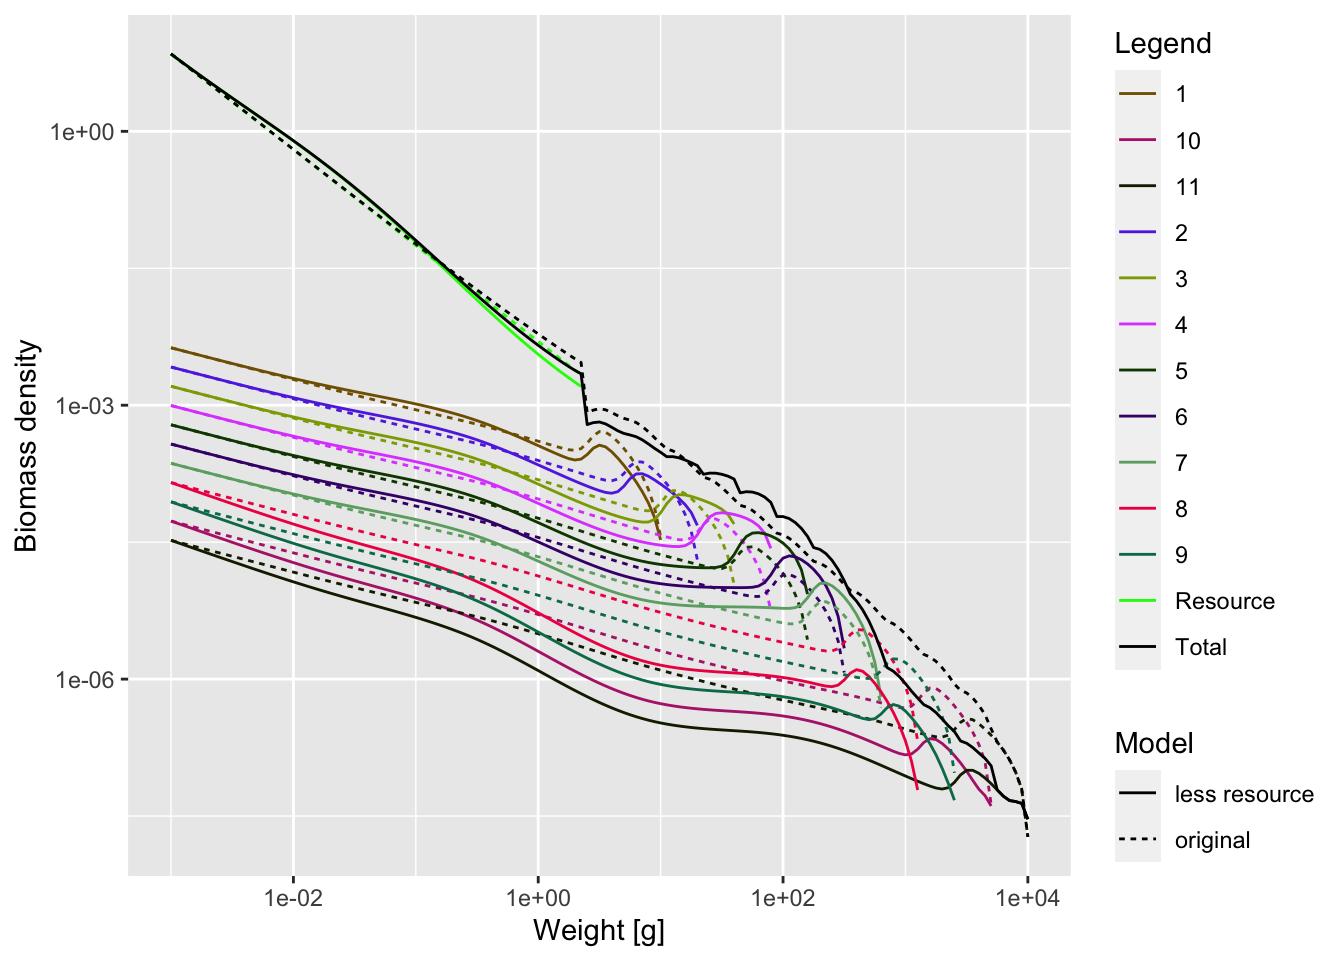 Biomass density
1e+00
1e-03
1e-06
1e-02
1e+00
1e+02
1e+04
Weight [g]
Legend
1
10
11
2
3
4
5
6
7
8
9
Resource
Total
Model
less resource
original